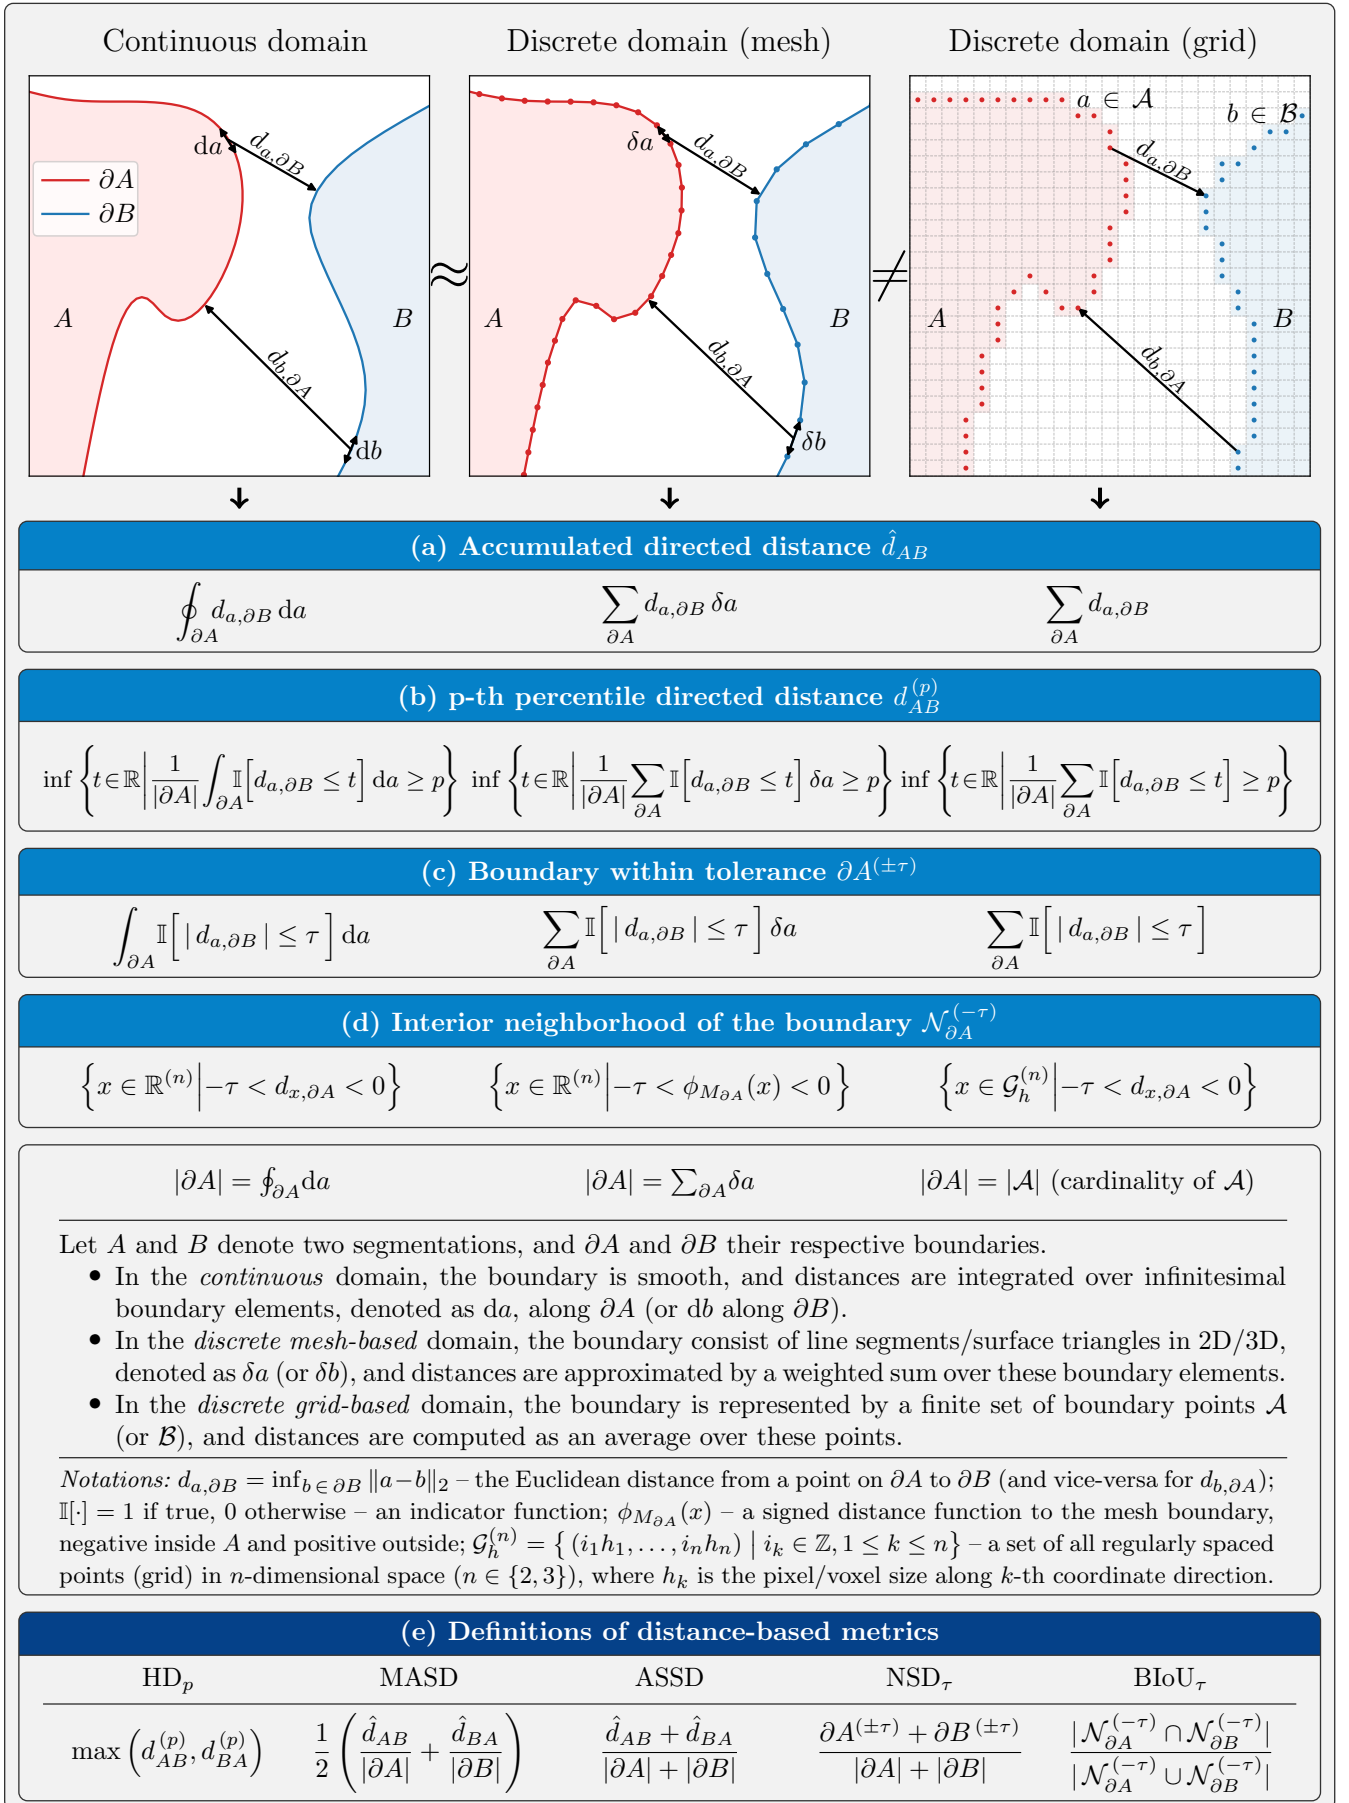 Continuous domain Discrete domain (mesh) Discrete domain (grid)
∂A
∂B
da
d_{a,∂B}
d_{b,∂A}
db
A
B
≈
δa
d_{a,∂B}
d_{b,∂A}
δb
A
B
≠
a ∈ 𝒜
b ∈ ℬ
d_{a,∂B}
d_{b,∂A}
A
B
(a) Accumulated directed distance d̂_{AB}
∮_{∂A} d_{a,∂B} da ∑_{∂A} d_{a,∂B} δa ∑_{∂A} d_{a,∂B}
(b) p-th percentile directed distance d_{AB}^{(p)}
inf {t∈ℝ | 1/|∂A| ∫_{∂A} 𝕀[d_{a,∂B} ≤ t] da ≥ p} inf {t∈ℝ | 1/|∂A| ∑_{∂A} 𝕀[d_{a,∂B} ≤ t] δa ≥ p} inf {t∈ℝ | 1/|∂A| ∑_{∂A} 𝕀[d_{a,∂B} ≤ t] ≥ p}
(c) Boundary within tolerance ∂A^{(±τ)}
∫_{∂A} 𝕀[ | d_{a,∂B} | ≤ τ ] da ∑_{∂A} 𝕀[ | d_{a,∂B} | ≤ τ ] δa ∑_{∂A} 𝕀[ | d_{a,∂B} | ≤ τ ]
(d) Interior neighborhood of the boundary 𝒩_{∂A}^{(−τ)}
{x ∈ ℝ^{(n)} | −τ < d_{x,∂A} < 0} {x ∈ ℝ^{(n)} | −τ < ϕ_{M_{∂A}}(x) < 0} {x ∈ 𝒢_h^{(n)} | −τ < d_{x,∂A} < 0}
|∂A| = ∮_{∂A} da |∂A| = ∑_{∂A} δa |∂A| = |𝒜| (cardinality of 𝒜)
Let A and B denote two segmentations, and ∂A and ∂B their respective boundaries.
• In the continuous domain, the boundary is smooth, and distances are integrated over infinitesimal
boundary elements, denoted as da, along ∂A (or db along ∂B).
• In the discrete mesh-based domain, the boundary consist of line segments/surface triangles in 2D/3D,
denoted as δa (or δb), and distances are approximated by a weighted sum over these boundary elements.
• In the discrete grid-based domain, the boundary is represented by a finite set of boundary points 𝒜
(or ℬ), and distances are computed as an average over these points.
Notations: d_{a,∂B} = inf_{b∈∂B} ‖a−b‖₂ – the Euclidean distance from a point on ∂A to ∂B (and vice-versa for d_{b,∂A});
𝕀[·] = 1 if true, 0 otherwise – an indicator function; ϕ_{M_{∂A}}(x) – a signed distance function to the mesh boundary,
negative inside A and positive outside; 𝒢_h^{(n)} = { (i₁h₁, . . . , iₙhₙ) | i_k ∈ ℤ, 1 ≤ k ≤ n} – a set of all regularly spaced
points (grid) in n-dimensional space (n ∈ {2, 3}), where h_k is the pixel/voxel size along k-th coordinate direction.
(e) Definitions of distance-based metrics
HD_p MASD ASSD NSD_τ BIoU_τ
max (d_{AB}^{(p)}, d_{BA}^{(p)}) 1/2 (d̂_{AB}/|∂A| + d̂_{BA}/|∂B|) (d̂_{AB} + d̂_{BA})/(|∂A| + |∂B|) (∂A^{(±τ)} + ∂B^{(±τ)})/(|∂A| + |∂B|) |𝒩_{∂A}^{(−τ)} ∩ 𝒩_{∂B}^{(−τ)}|/|𝒩_{∂A}^{(−τ)} ∪ 𝒩_{∂B}^{(−τ)}|